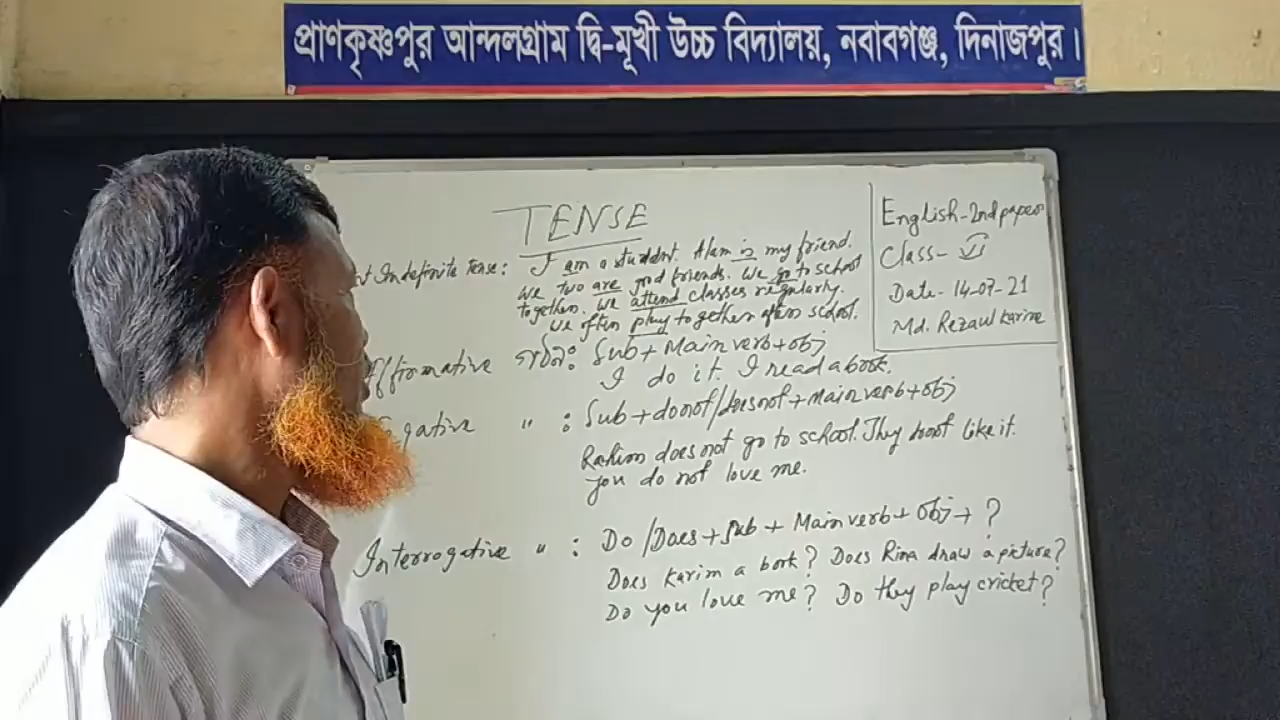 প্রাণকৃষ্ণপুর আন্দলগ্রাম দ্বি-মূখী উচ্চ বিদ্যালয়, নবাবগঞ্জ, দিনাজপুর।
TENSE
English-2nd paper
Class- VI
Date- 14-07-21
Md. Rezaul Karim
Indefinite Tense: I am a student. Alam is my friend.
We two are good friends. We go to school
together. We attend classes regularly.
We often play together after school.
ffirmative গঠন: Sub + Main verb + obj
I do it. I read a book.
gative " : Sub + do not/does not + main verb + obj
Rahim does not go to school. They donot like it.
you do not love me.
Interrogative " : Do/Does + sub + Main verb + obj + ?
Does Karim a book? Does Rina draw a picture?
Do you love me? Do they play cricket?